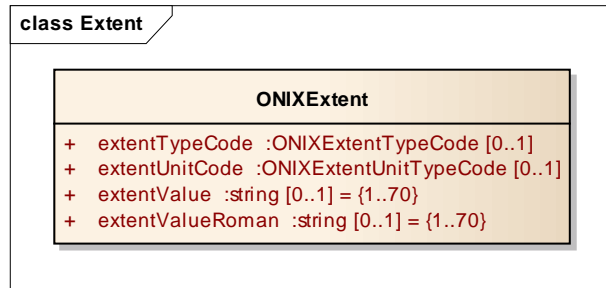 class Extent
ONIXExtent
+ extentTypeCode :ONIXExtentTypeCode [0..1]
+ extentUnitCode :ONIXExtentUnitTypeCode [0..1]
+ extentValue :string [0..1] = {1..70}
+ extentValueRoman :string [0..1] = {1..70}